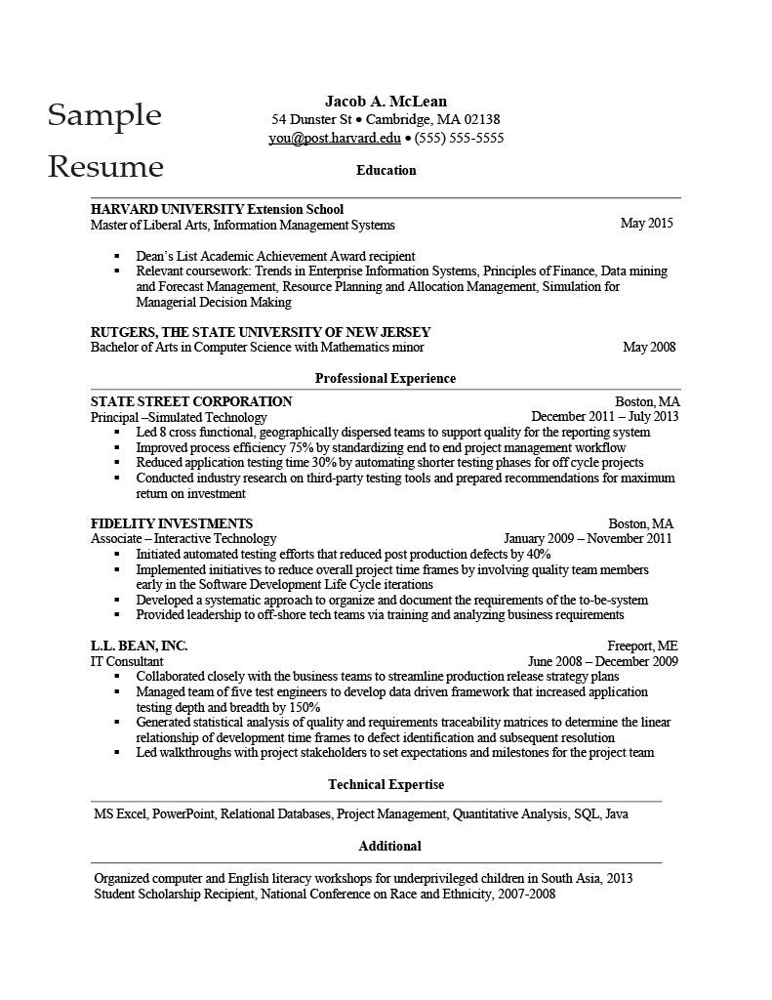 Sample
Resume
Jacob A. McLean
54 Dunster St • Cambridge, MA 02138
you@post.harvard.edu • (555) 555-5555
Education
HARVARD UNIVERSITY Extension School
Master of Liberal Arts, Information Management Systems May 2015
▪ Dean's List Academic Achievement Award recipient
▪ Relevant coursework: Trends in Enterprise Information Systems, Principles of Finance, Data mining
and Forecast Management, Resource Planning and Allocation Management, Simulation for
Managerial Decision Making
RUTGERS, THE STATE UNIVERSITY OF NEW JERSEY
Bachelor of Arts in Computer Science with Mathematics minor May 2008
Professional Experience
STATE STREET CORPORATION Boston, MA
Principal –Simulated Technology December 2011 – July 2013
▪ Led 8 cross functional, geographically dispersed teams to support quality for the reporting system
▪ Improved process efficiency 75% by standardizing end to end project management workflow
▪ Reduced application testing time 30% by automating shorter testing phases for off cycle projects
▪ Conducted industry research on third-party testing tools and prepared recommendations for maximum
return on investment
FIDELITY INVESTMENTS Boston, MA
Associate – Interactive Technology January 2009 – November 2011
▪ Initiated automated testing efforts that reduced post production defects by 40%
▪ Implemented initiatives to reduce overall project time frames by involving quality team members
early in the Software Development Life Cycle iterations
▪ Developed a systematic approach to organize and document the requirements of the to-be-system
▪ Provided leadership to off-shore tech teams via training and analyzing business requirements
L.L. BEAN, INC. Freeport, ME
IT Consultant June 2008 – December 2009
▪ Collaborated closely with the business teams to streamline production release strategy plans
▪ Managed team of five test engineers to develop data driven framework that increased application
testing depth and breadth by 150%
▪ Generated statistical analysis of quality and requirements traceability matrices to determine the linear
relationship of development time frames to defect identification and subsequent resolution
▪ Led walkthroughs with project stakeholders to set expectations and milestones for the project team
Technical Expertise
MS Excel, PowerPoint, Relational Databases, Project Management, Quantitative Analysis, SQL, Java
Additional
Organized computer and English literacy workshops for underprivileged children in South Asia, 2013
Student Scholarship Recipient, National Conference on Race and Ethnicity, 2007-2008